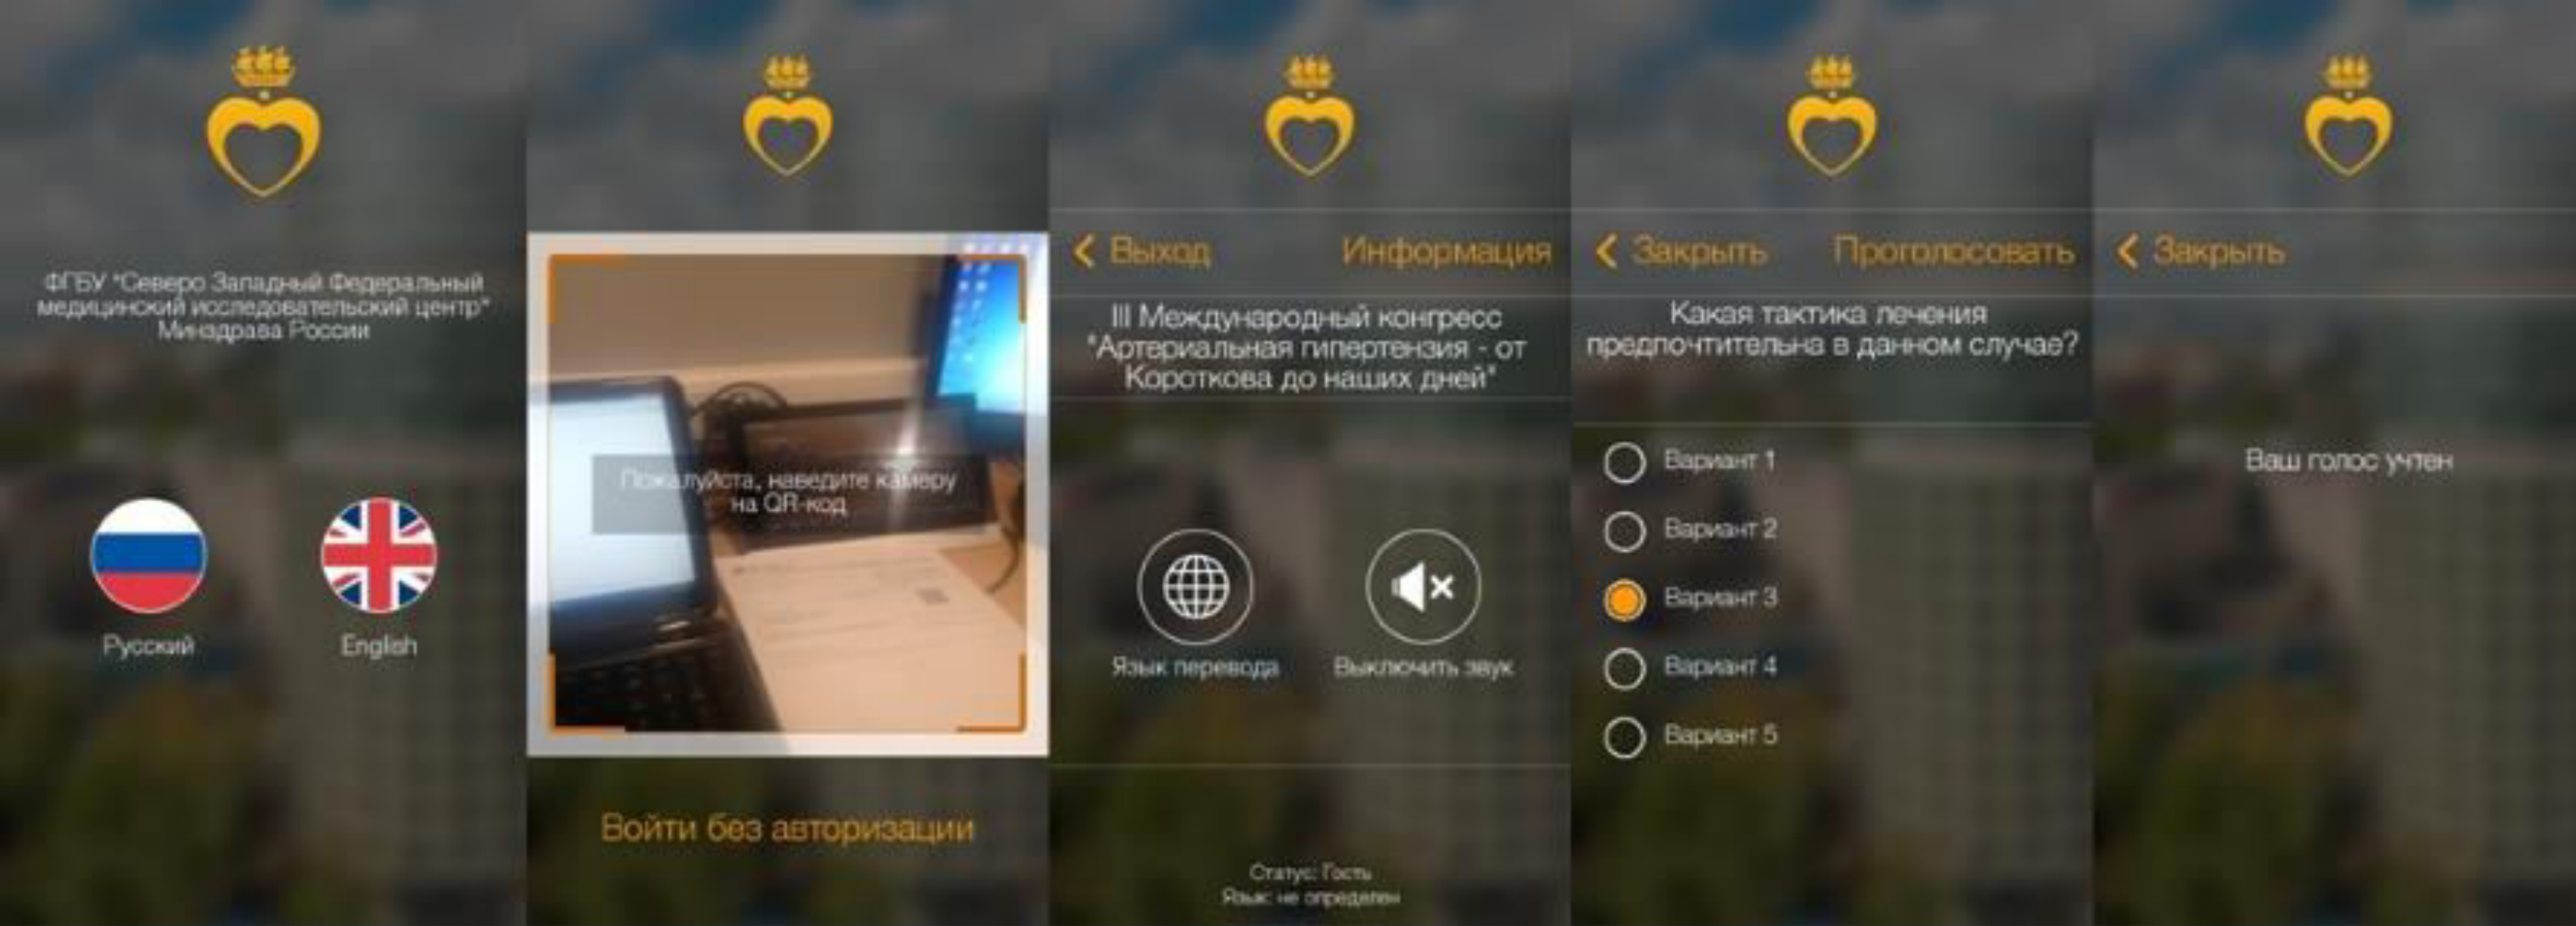 ФГБУ "Северо Западный Федеральный
медицинский исследовательский центр"
Минздрава России
Русский
English
Пожалуйста, наведите камеру
на QR-код
Войти без авторизации
Выход
Информация
III Международный конгресс
"Артериальная гипертензия - от
Короткова до наших дней"
Язык перевода
Выключить звук
Статус: Гость
Язык: не определен
Закрыть
Проголосовать
Какая тактика лечения
предпочтительна в данном случае?
Вариант 1
Вариант 2
Вариант 3
Вариант 4
Вариант 5
Закрыть
Ваш голос учтен